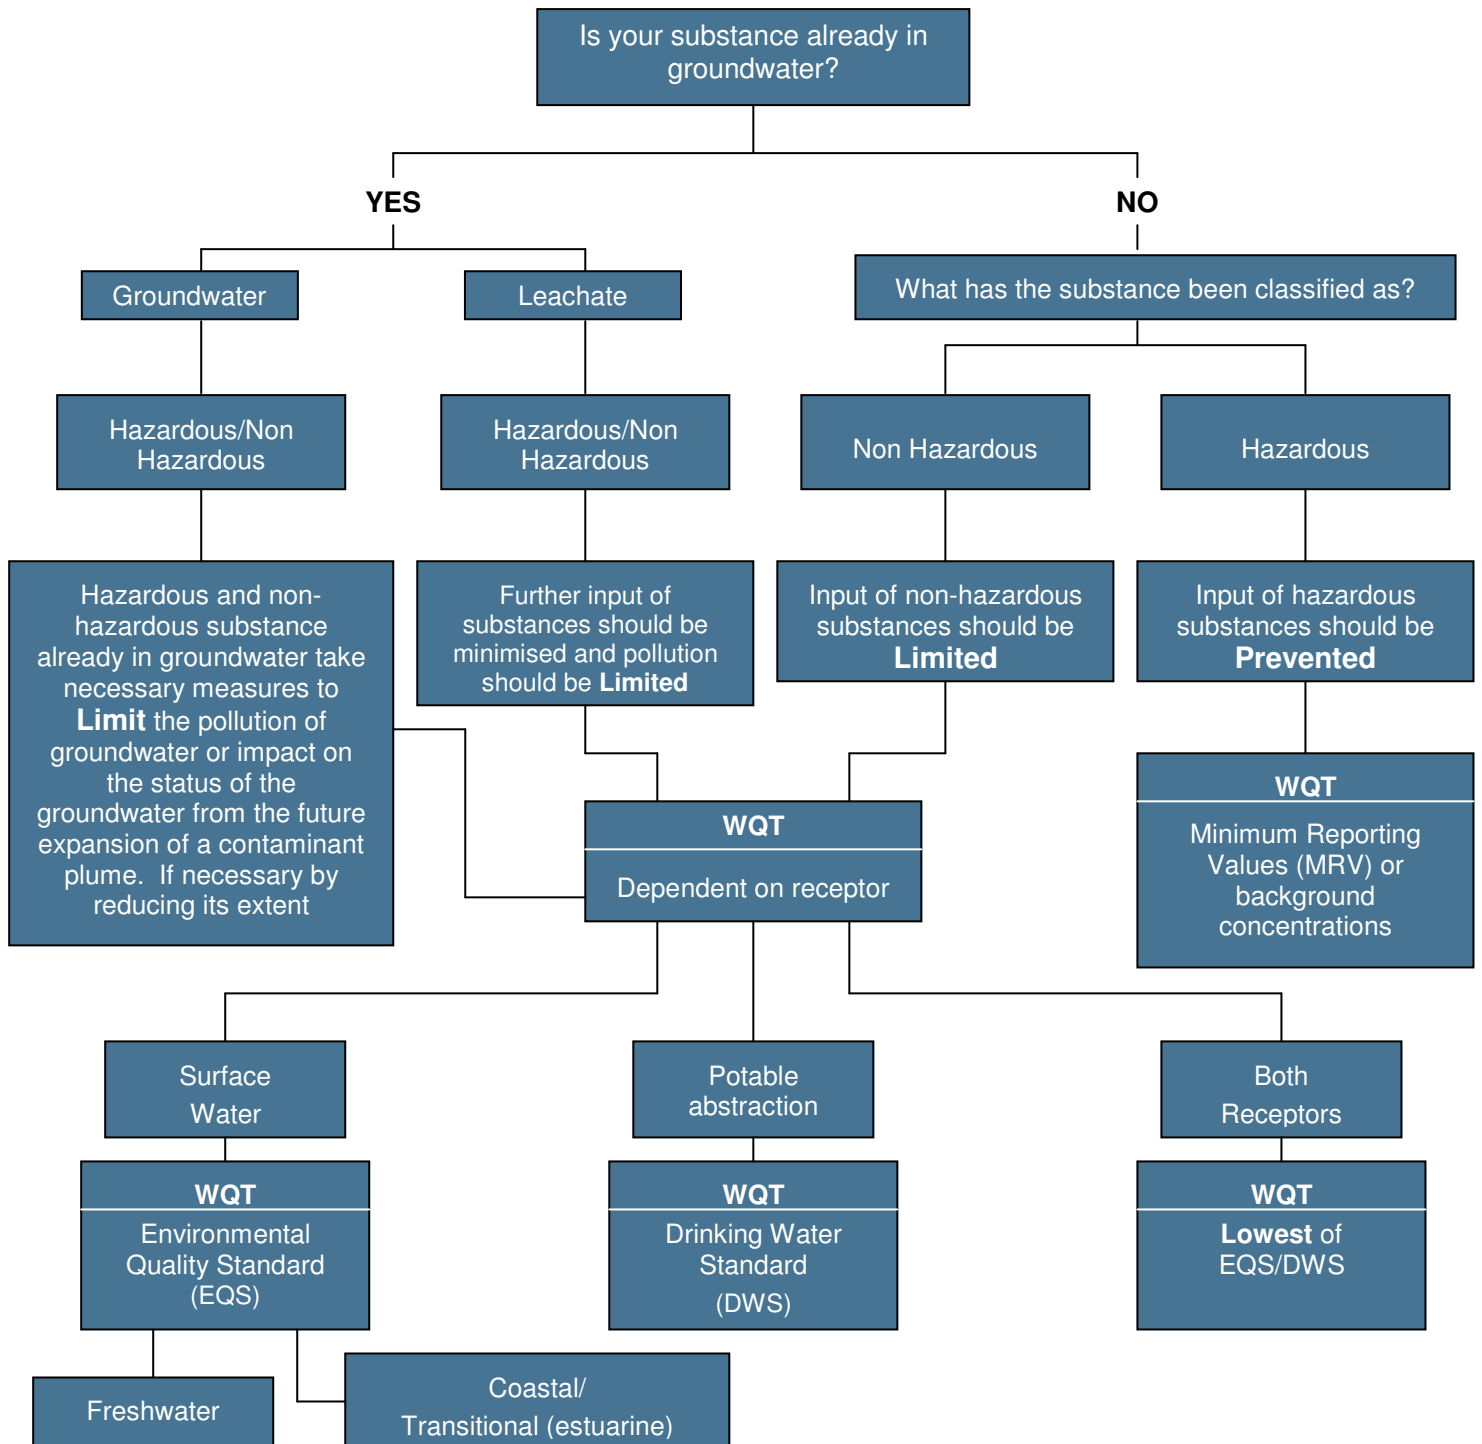 Is your substance already in
groundwater?
YES
NO
Groundwater
Leachate
What has the substance been classified as?
Hazardous/Non
Hazardous
Hazardous/Non
Hazardous
Non Hazardous
Hazardous
Hazardous and non-
hazardous substance
already in groundwater take
necessary measures to
Limit the pollution of
groundwater or impact on
the status of the
groundwater from the future
expansion of a contaminant
plume.  If necessary by
reducing its extent
Further input of
substances should be
minimised and pollution
should be Limited
Input of non-hazardous
substances should be
Limited
Input of hazardous
substances should be
Prevented
WQT
Dependent on receptor
WQT
Minimum Reporting
Values (MRV) or
background
concentrations
Surface
Water
Potable
abstraction
Both
Receptors
WQT
Environmental
Quality Standard
(EQS)
WQT
Drinking Water
Standard
(DWS)
WQT
Lowest of
EQS/DWS
Freshwater
Coastal/
Transitional (estuarine)